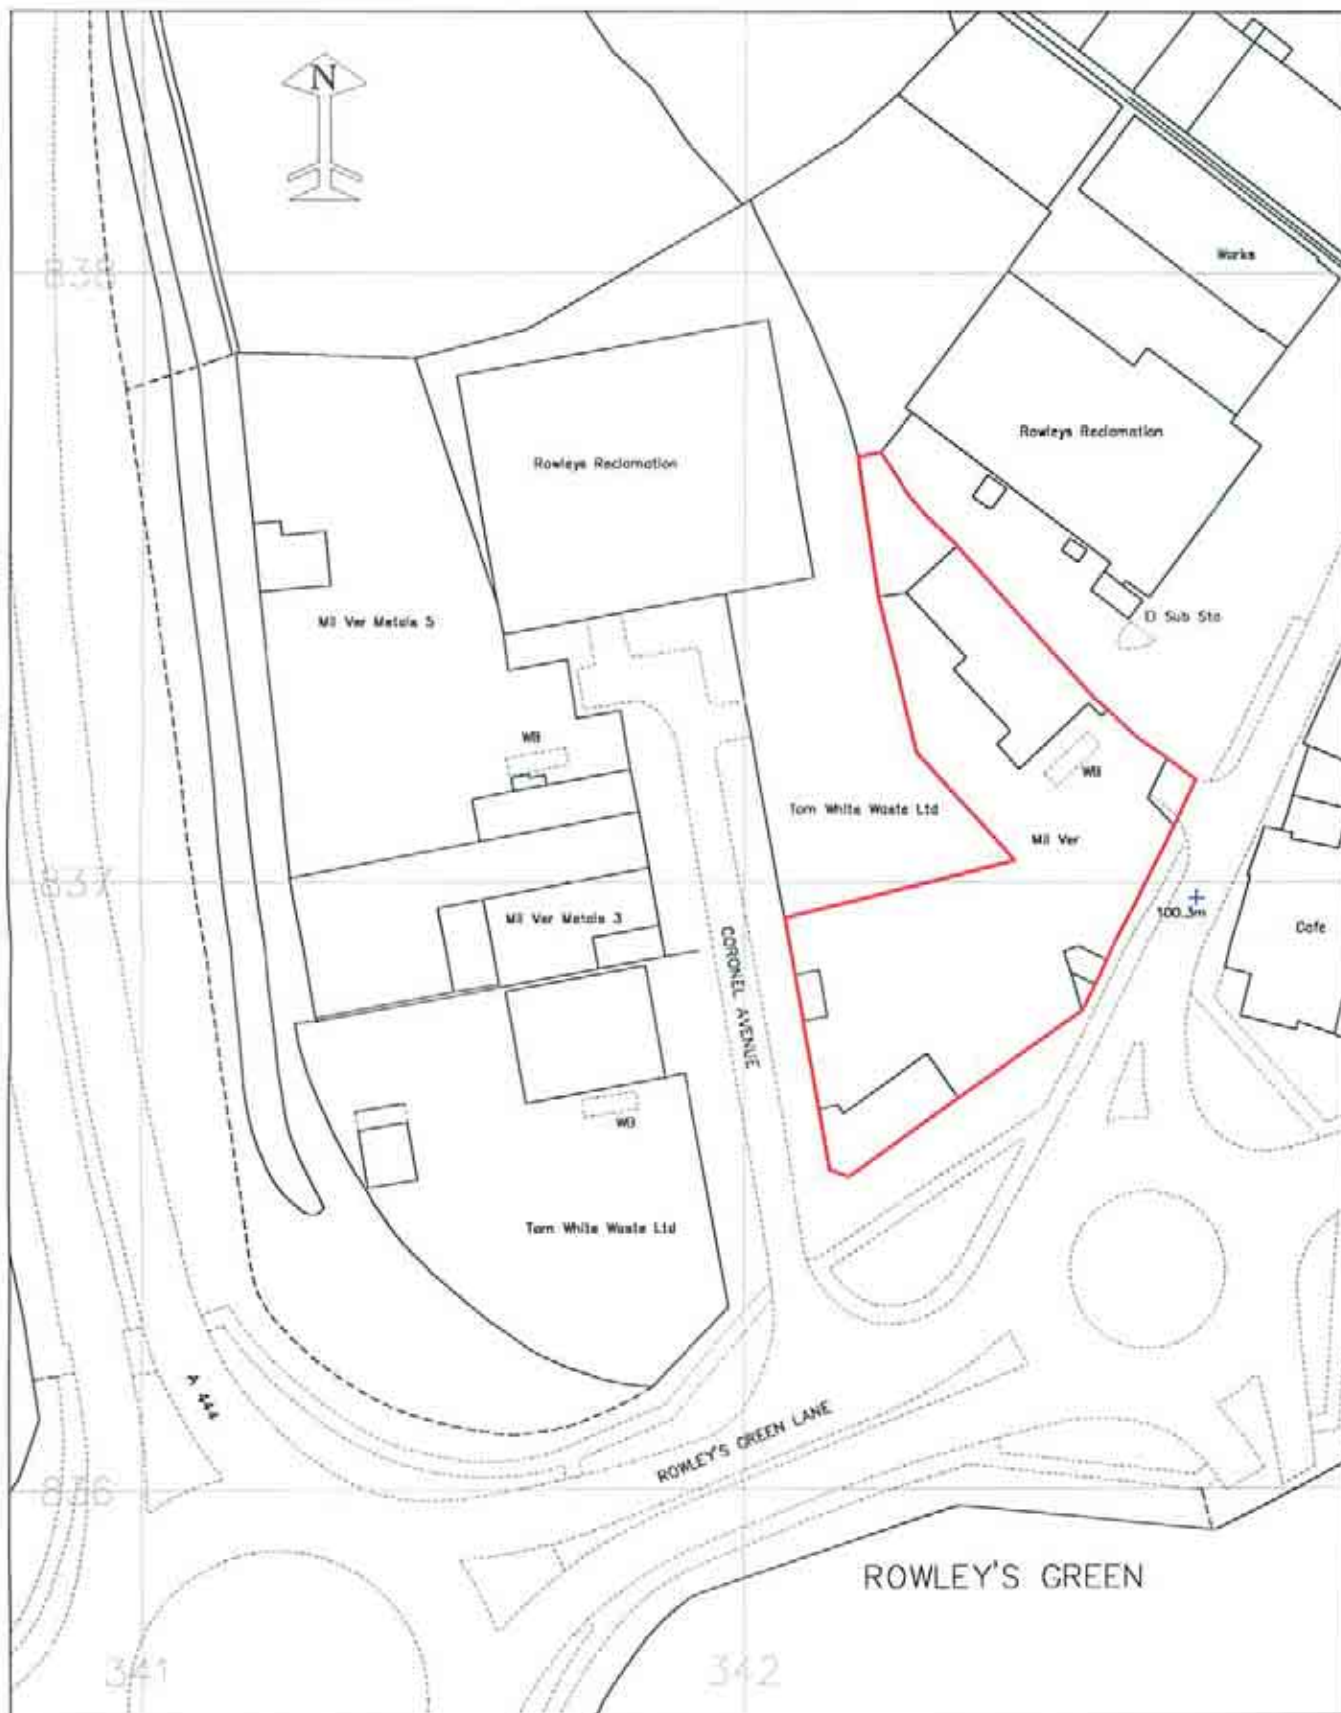 N
838
Works
Rowleys Reclamation
Rowleys Reclamation
El Sub Sta
Mil Ver Metals 5
WB
WB
Tom White Waste Ltd
Mil Ver
837
100.3m
Mil Ver Metals 3
Cafe
CORONEL AVENUE
WB
Tom White Waste Ltd
A 444
ROWLEY'S GREEN LANE
836
ROWLEY'S GREEN
341
342